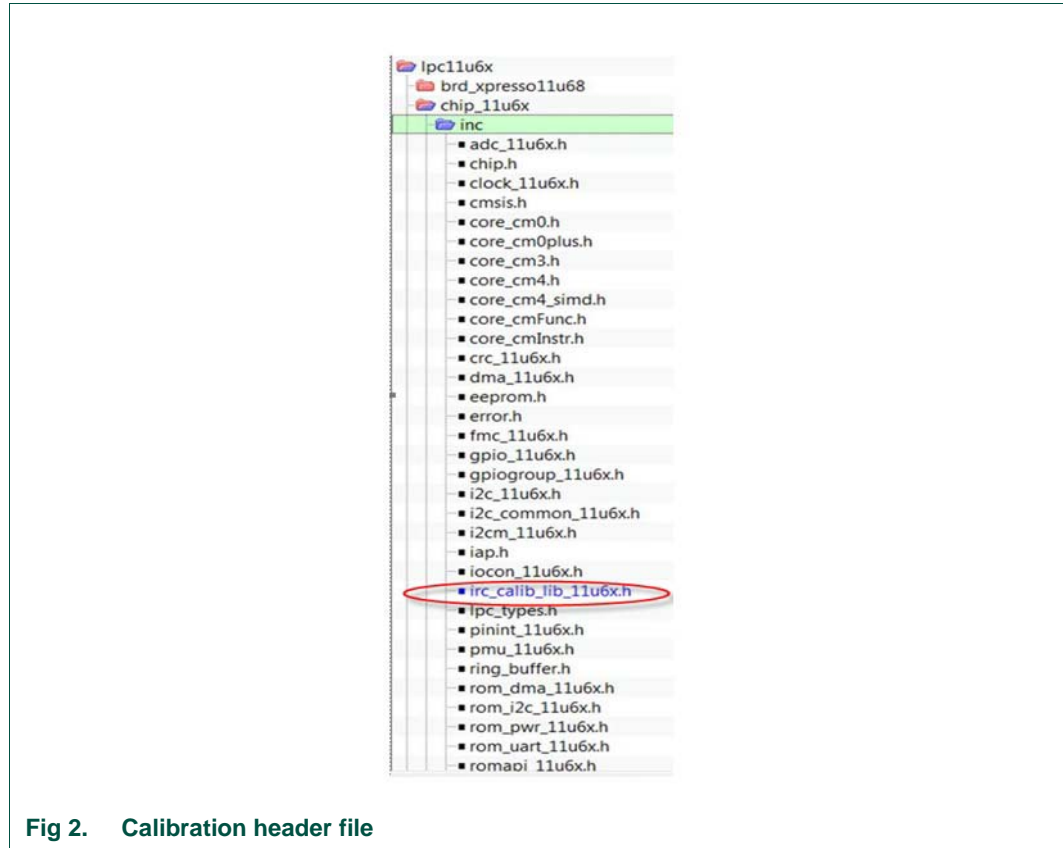 lpc11u6x
brd_xpresso11u68
chip_11u6x
inc
adc_11u6x.h
chip.h
clock_11u6x.h
cmsis.h
core_cm0.h
core_cm0plus.h
core_cm3.h
core_cm4.h
core_cm4_simd.h
core_cmFunc.h
core_cmInstr.h
crc_11u6x.h
dma_11u6x.h
eeprom.h
error.h
fmc_11u6x.h
gpio_11u6x.h
gpiogroup_11u6x.h
i2c_11u6x.h
i2c_common_11u6x.h
i2cm_11u6x.h
iap.h
iocon_11u6x.h
irc_calib_lib_11u6x.h
lpc_types.h
pinint_11u6x.h
pmu_11u6x.h
ring_buffer.h
rom_dma_11u6x.h
rom_i2c_11u6x.h
rom_pwr_11u6x.h
rom_uart_11u6x.h
romapi_11u6x.h
Fig 2. Calibration header file